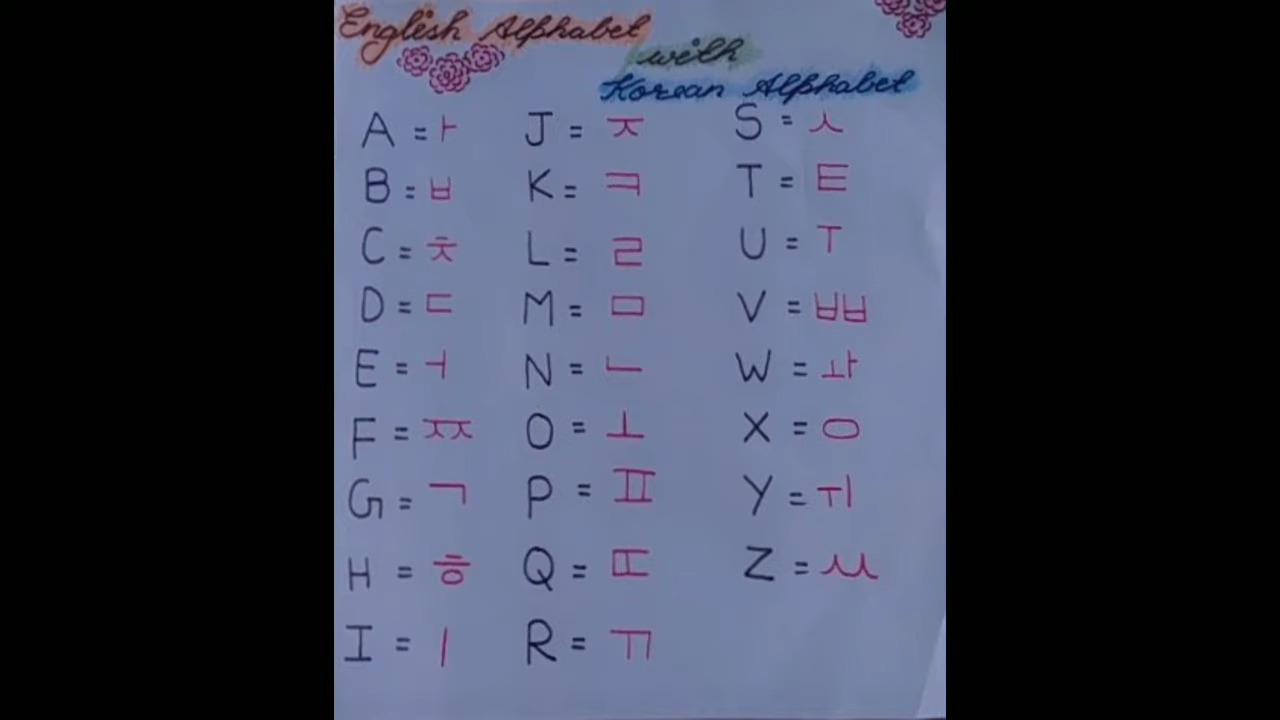 English Alphabet
with
Korean Alphabet
A = ㅏ
B = ㅂ
C = ㅊ
D = ㄷ
E = ㅓ
F = ㅉ
G = ㄱ
H = ㅎ
I = ㅣ
J = ㅈ
K = ㅋ
L = ㄹ
M = ㅁ
N = ㄴ
O = ㅗ
P = ㅍ
Q = ㅁ
R = ㄲ
S = ㅅ
T = ㅌ
U = ㅜ
V = ㅃ
W = ㅘ
X = ㅇ
Y = ㅟ
Z = ㅆ